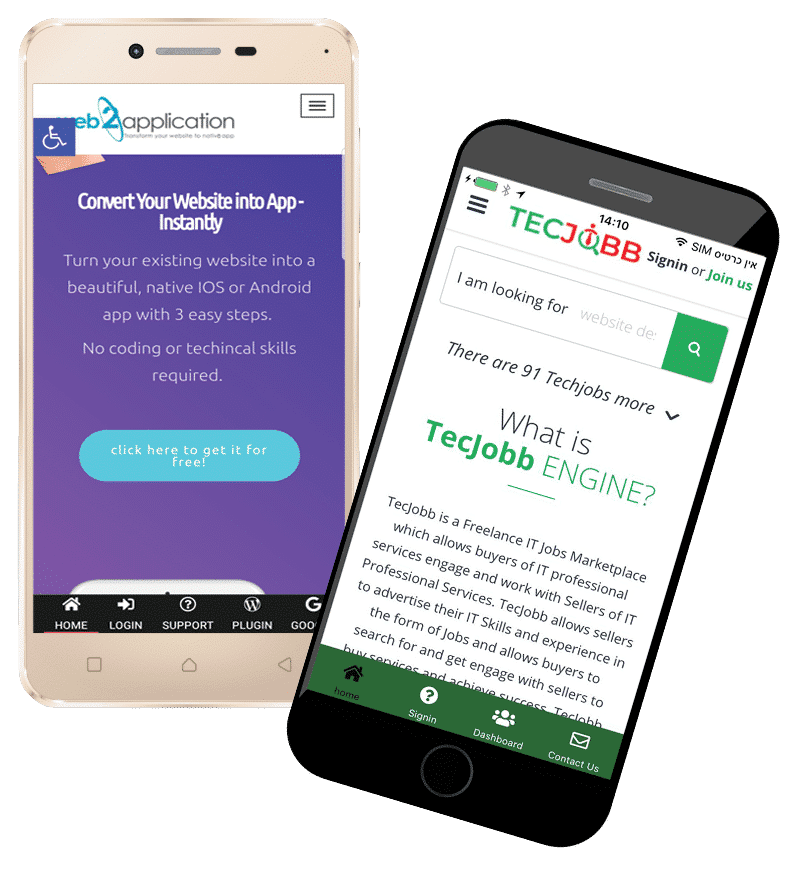 web2application
Transform your website to native app
Convert Your Website into App -
Instantly
Turn your existing website into a
beautiful, native IOS or Android
app with 3 easy steps.
No coding or techincal skills
required.
click here to get it for
free!
HOME LOGIN SUPPORT PLUGIN GOO
14:10
אין כרטיס SIM
TECJOBB
Signin or Join us
I am looking for website de
There are 91 Techjobs more
What is
TecJobb ENGINE?
TecJobb is a Freelance IT Jobs Marketplace
which allows buyers of IT professional
services engage and work with Sellers of IT
Professional Services. TecJobb allows sellers
to advertise their IT Skills and experience in
the form of Jobs and allows buyers to
search for and get engage with sellers to
buy services and achieve success. TecJobb
home Signin Dashboard Contact Us